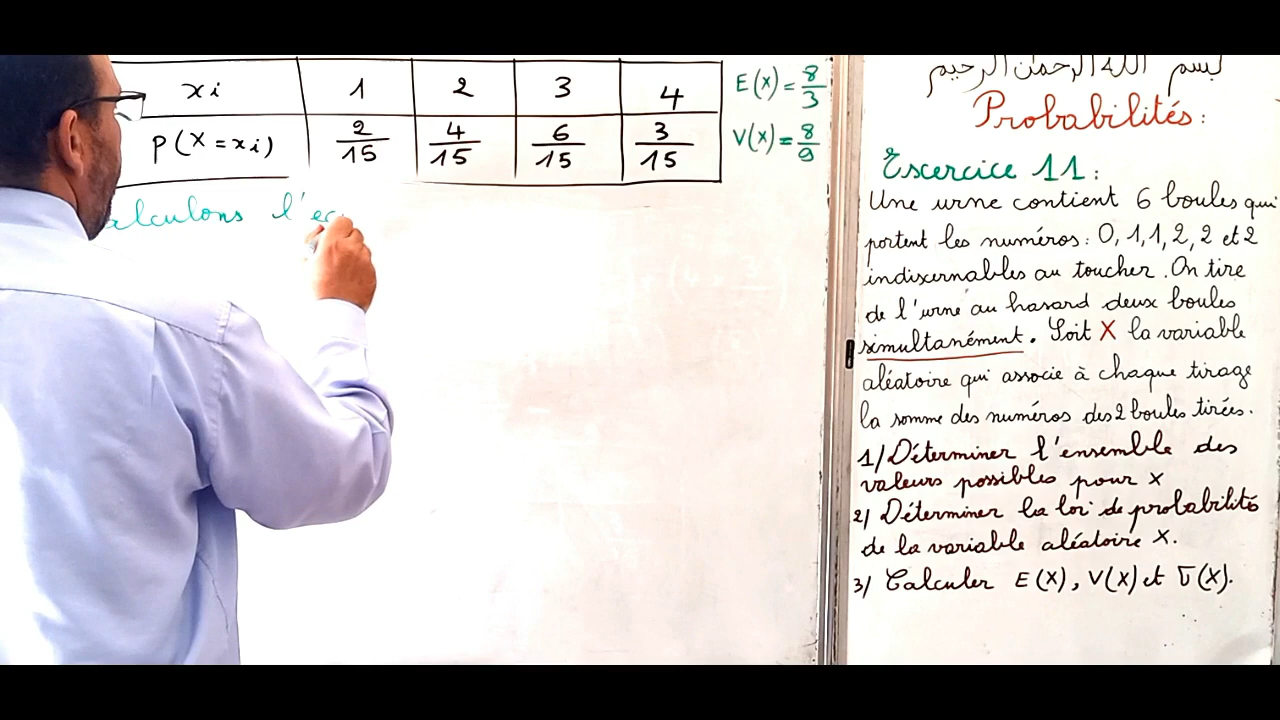 xi 1 2 3 4
p(X=xi) 2/15 4/15 6/15 3/15
E(X)=8/3
V(X)=8/9
alculons l'ec
بسم الله الرحمان الرحيم
Probabilités:
Exercice 11:
Une urne contient 6 boules qui
portent les numéros: 0, 1, 1, 2, 2 et 2
indisernables au toucher. On tire
de l'urne au hasard deux boules
simultanément. Soit X la variable
aléatoire qui associe à chaque tirage
la somme des numéros des 2 boules tirées.
1/ Déterminer l'ensemble des
valeurs possibles pour X
2/ Déterminer la loi de probabilité
de la variable aléatoire X.
3/ Calculer E(X), V(X) et σ(X).